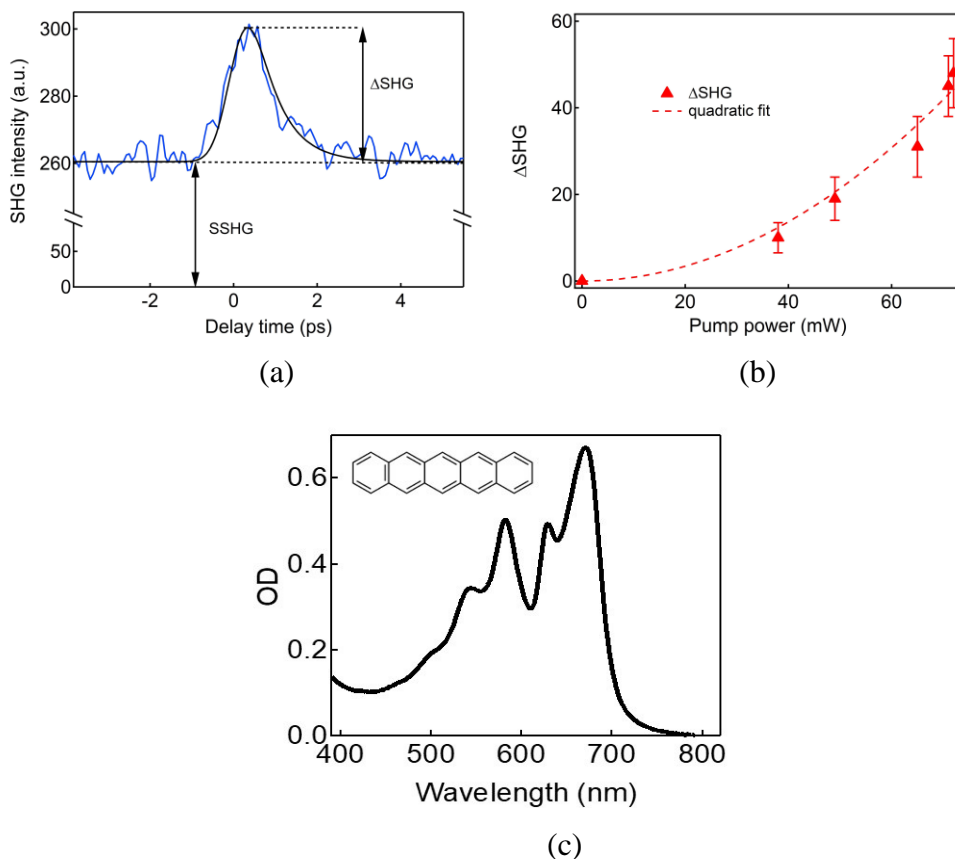 300
280
260
50
0
SHG intensity (a.u.)
ΔSHG
SSHG
-2
0
2
4
Delay time (ps)
(a)
60
40
20
0
ΔSHG
ΔSHG
quadratic fit
0
20
40
60
Pump power (mW)
(b)
0.6
0.4
0.2
0.0
OD
400
500
600
700
800
Wavelength (nm)
(c)